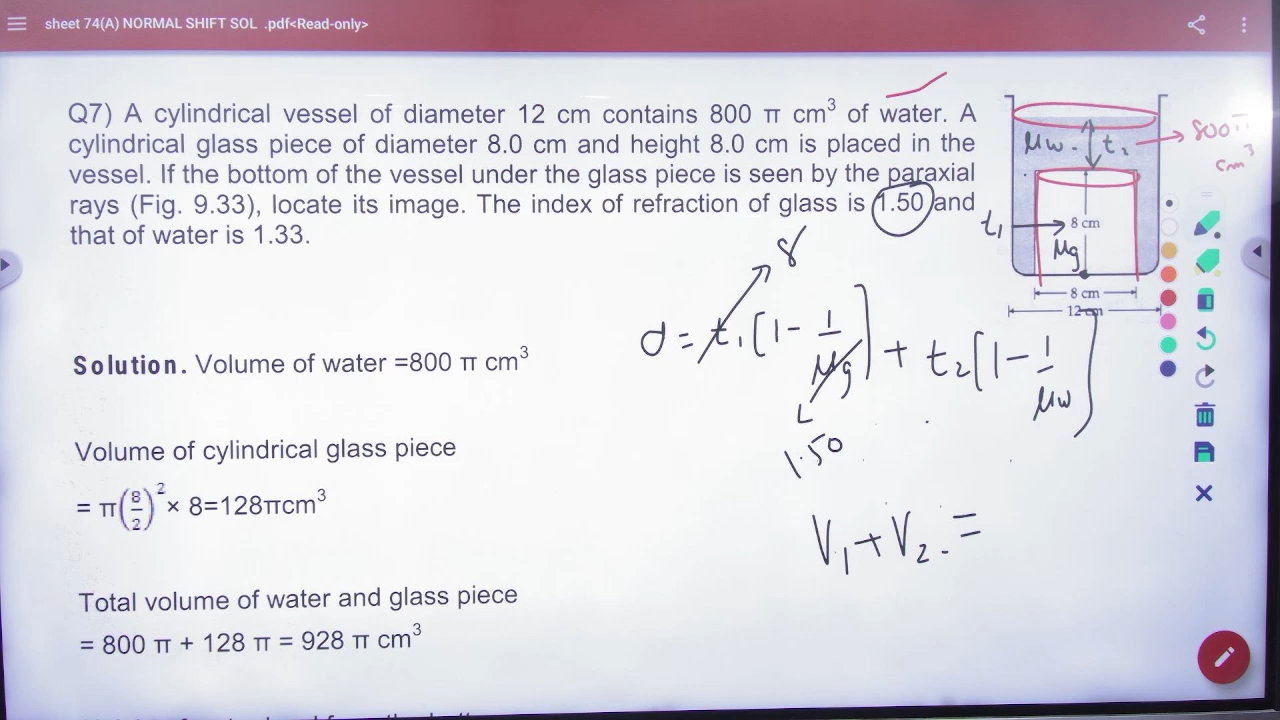 sheet 74(A) NORMAL SHIFT SOL .pdf<Read-only>
Q7) A cylindrical vessel of diameter 12 cm contains 800 π cm³ of water. A
cylindrical glass piece of diameter 8.0 cm and height 8.0 cm is placed in the
vessel. If the bottom of the vessel under the glass piece is seen by the paraxial
rays (Fig. 9.33), locate its image. The index of refraction of glass is 1.50 and
that of water is 1.33.
μw t₂
800π
cm³
t₁
8 cm
μg
8 cm
12 cm
8
d = t₁[1 - 1/μg] + t₂[1 - 1/μw]
1.50
V₁ + V₂ =
Solution. Volume of water =800 π cm³
Volume of cylindrical glass piece
= π(8/2)² × 8=128πcm³
Total volume of water and glass piece
= 800 π + 128 π = 928 π cm³